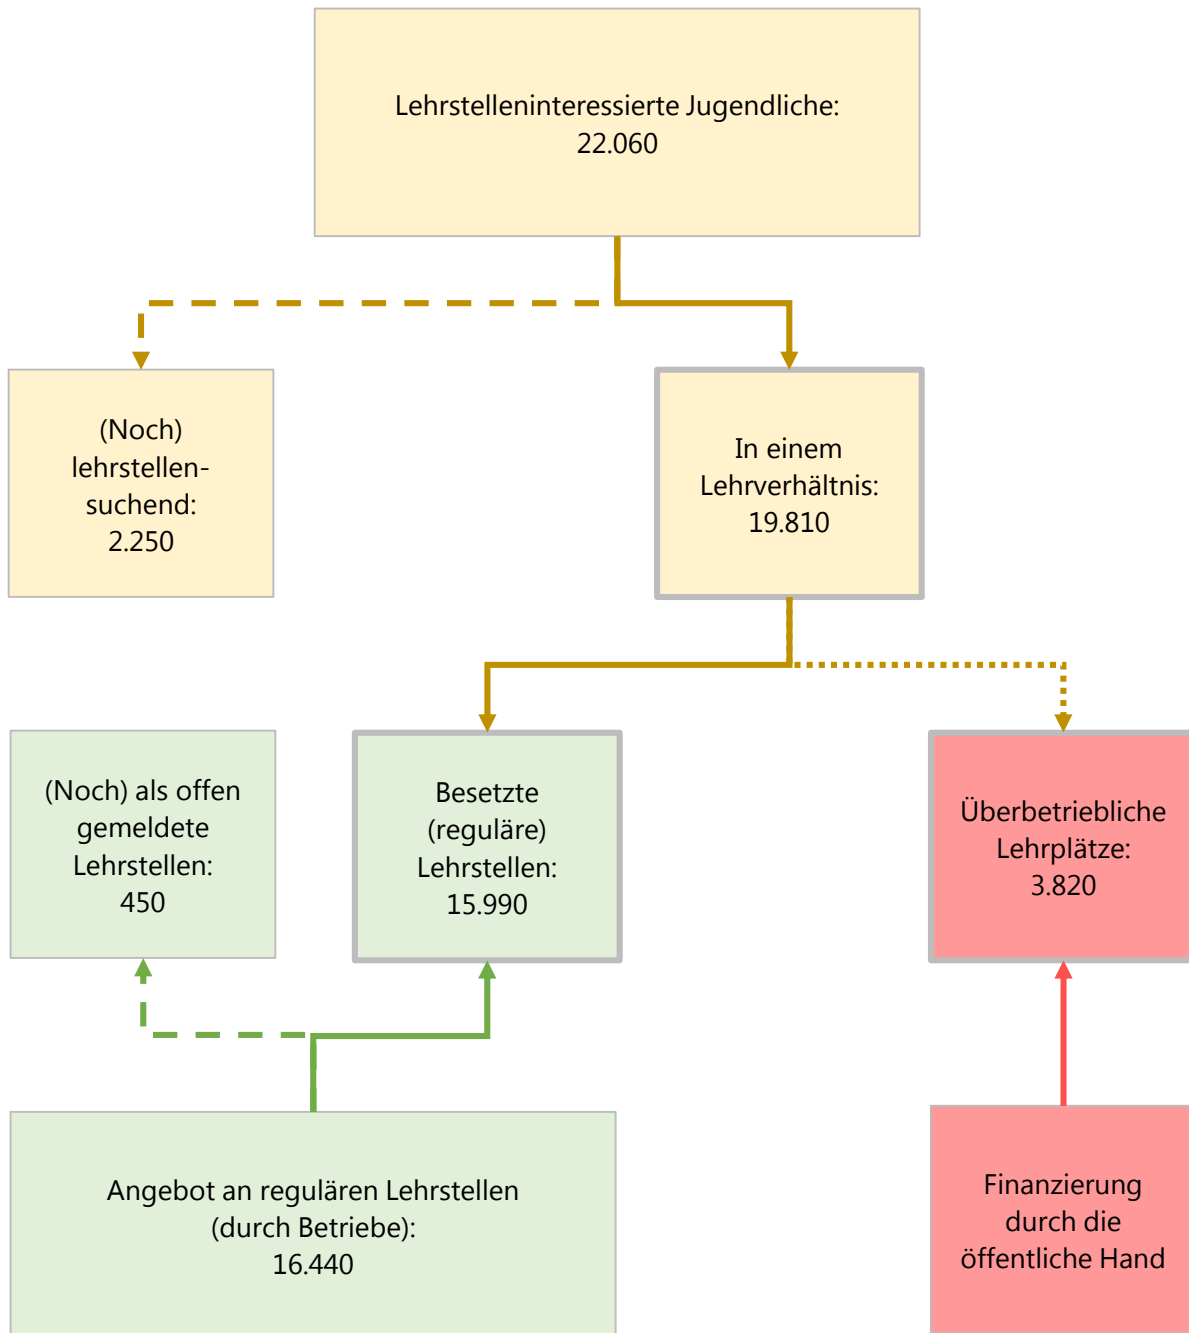 Lehrstelleninteressierte Jugendliche:
22.060
(Noch)
lehrstellen-
suchend:
2.250
In einem
Lehrverhältnis:
19.810
(Noch) als offen
gemeldete
Lehrstellen:
450
Besetzte
(reguläre)
Lehrstellen:
15.990
Überbetriebliche
Lehrplätze:
3.820
Angebot an regulären Lehrstellen
(durch Betriebe):
16.440
Finanzierung
durch die
öffentliche Hand